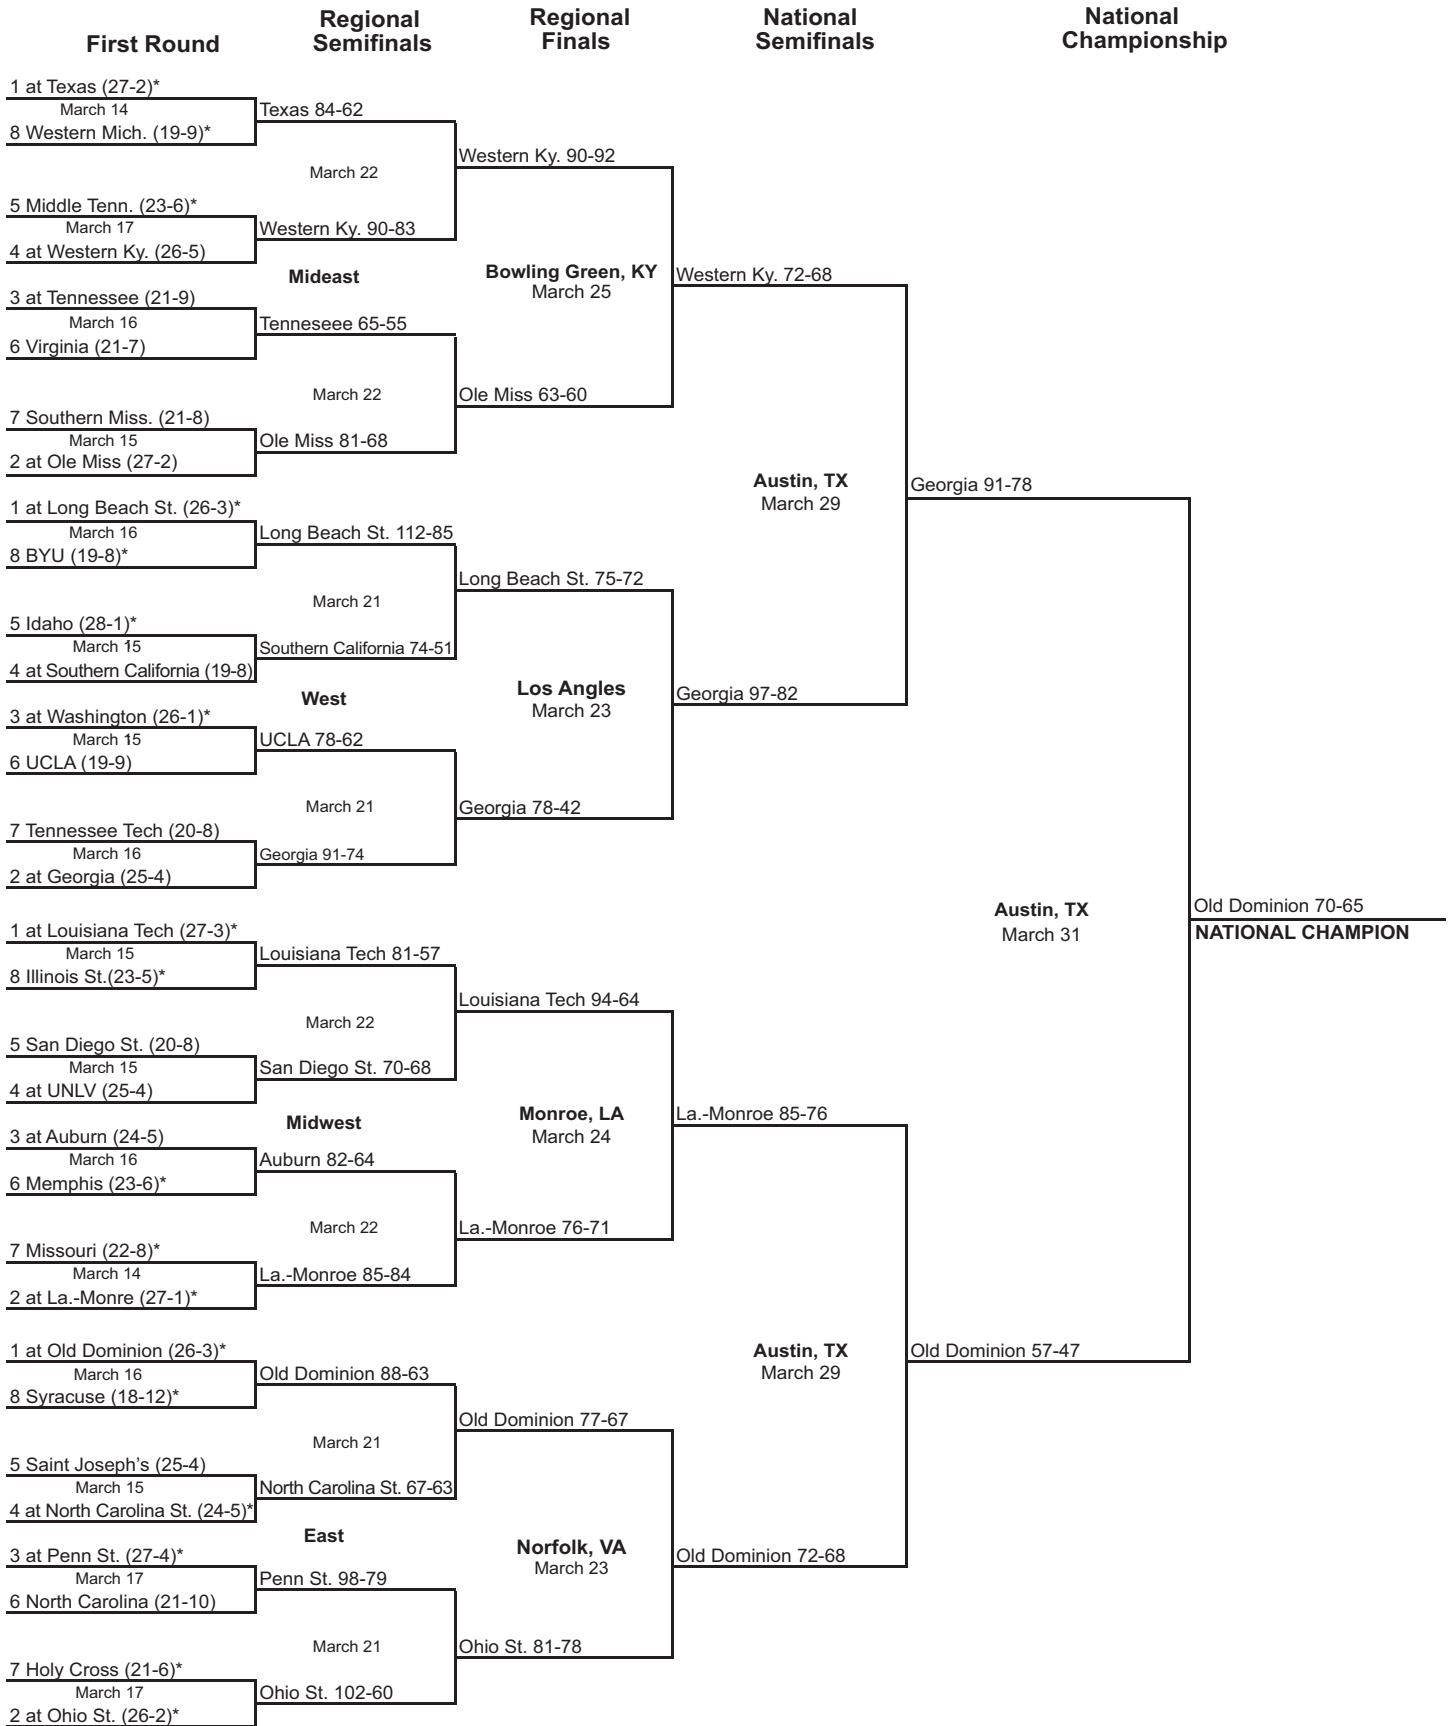 First Round
Regional
Semifinals
Regional
Finals
National
Semifinals
National
Championship
1 at Texas (27-2)*
March 14
8 Western Mich. (19-9)*
Texas 84-62
March 22
Western Ky. 90-92
5 Middle Tenn. (23-6)*
March 17
4 at Western Ky. (26-5)
Western Ky. 90-83
Mideast
Bowling Green, KY
March 25
Western Ky. 72-68
3 at Tennessee (21-9)
March 16
6 Virginia (21-7)
Tenneseee 65-55
March 22
Ole Miss 63-60
7 Southern Miss. (21-8)
March 15
2 at Ole Miss (27-2)
Ole Miss 81-68
Austin, TX
March 29
Georgia 91-78
1 at Long Beach St. (26-3)*
March 16
8 BYU (19-8)*
Long Beach St. 112-85
March 21
Long Beach St. 75-72
5 Idaho (28-1)*
March 15
4 at Southern California (19-8)
Southern California 74-51
West
Los Angles
March 23
Georgia 97-82
3 at Washington (26-1)*
March 15
6 UCLA (19-9)
UCLA 78-62
March 21
Georgia 78-42
7 Tennessee Tech (20-8)
March 16
2 at Georgia (25-4)
Georgia 91-74
Austin, TX
March 31
Old Dominion 70-65
NATIONAL CHAMPION
1 at Louisiana Tech (27-3)*
March 15
8 Illinois St.(23-5)*
Louisiana Tech 81-57
March 22
Louisiana Tech 94-64
5 San Diego St. (20-8)
March 15
4 at UNLV (25-4)
San Diego St. 70-68
Midwest
Monroe, LA
March 24
La.-Monroe 85-76
3 at Auburn (24-5)
March 16
6 Memphis (23-6)*
Auburn 82-64
March 22
La.-Monroe 76-71
7 Missouri (22-8)*
March 14
2 at La.-Monre (27-1)*
La.-Monroe 85-84
Austin, TX
March 29
Old Dominion 57-47
1 at Old Dominion (26-3)*
March 16
8 Syracuse (18-12)*
Old Dominion 88-63
March 21
Old Dominion 77-67
5 Saint Joseph's (25-4)
March 15
4 at North Carolina St. (24-5)*
North Carolina St. 67-63
East
Norfolk, VA
March 23
Old Dominion 72-68
3 at Penn St. (27-4)*
March 17
6 North Carolina (21-10)
Penn St. 98-79
March 21
Ohio St. 81-78
7 Holy Cross (21-6)*
March 17
2 at Ohio St. (26-2)*
Ohio St. 102-60